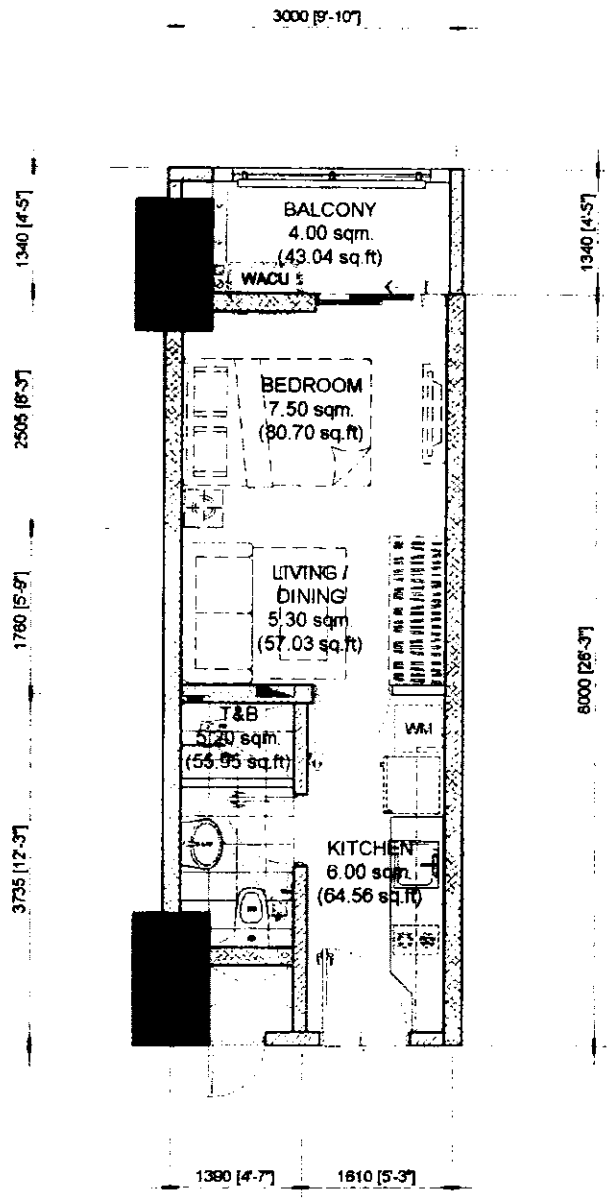 3000 [9'-10"]
1340 [4'-5"]
1340 [4'-5"]
BALCONY
4.00 sqm.
(43.04 sq.ft)
WACU
2505 [8'-3"]
BEDROOM
7.50 sqm.
(80.70 sq.ft)
1760 [5'-9"]
LIVING /
DINING
5.30 sqm
(57.03 sq.ft)
8000 [26'-3"]
T&B
5.20 sqm.
(55.95 sq.ft)
WM
3735 [12'-3"]
KITCHEN
6.00 sqm.
(64.56 sq.ft)
1390 [4'-7"]
1610 [5'-3"]